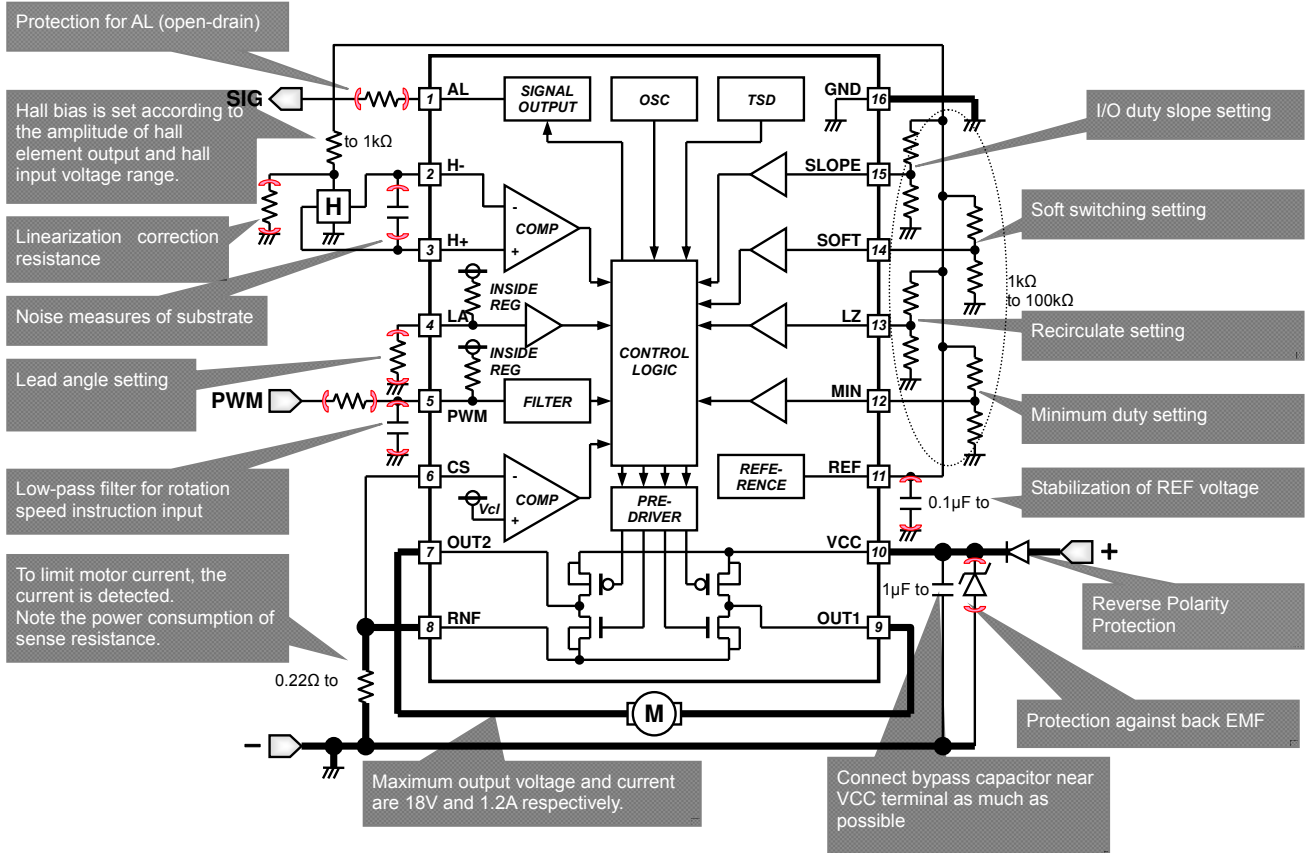 Protection for AL (open-drain)
SIG
Hall bias is set according to
the amplitude of hall
element output and hall
input voltage range.
to 1kΩ
H
Linearization correction
resistance
Noise measures of substrate
Lead angle setting
PWM
Low-pass filter for rotation
speed instruction input
To limit motor current, the
current is detected.
Note the power consumption of
sense resistance.
0.22Ω to
–
1
AL
2
H-
3
H+
4
LA
5
PWM
6
CS
7
OUT2
8
RNF
SIGNAL
OUTPUT
OSC
TSD
-
COMP
+
INSIDE
REG
INSIDE
REG
FILTER
CONTROL
LOGIC
-
COMP
+
Vcl
PRE-
DRIVER
REFE-
RENCE
GND
16
SLOPE
15
SOFT
14
LZ
13
MIN
12
REF
11
VCC
10
OUT1
9
M
I/O duty slope setting
Soft switching setting
1kΩ
to 100kΩ
Recirculate setting
Minimum duty setting
0.1µF to
Stabilization of REF voltage
+
1µF to
Reverse Polarity
Protection
Protection against back EMF
Maximum output voltage and current
are 18V and 1.2A respectively.
Connect bypass capacitor near
VCC terminal as much as
possible